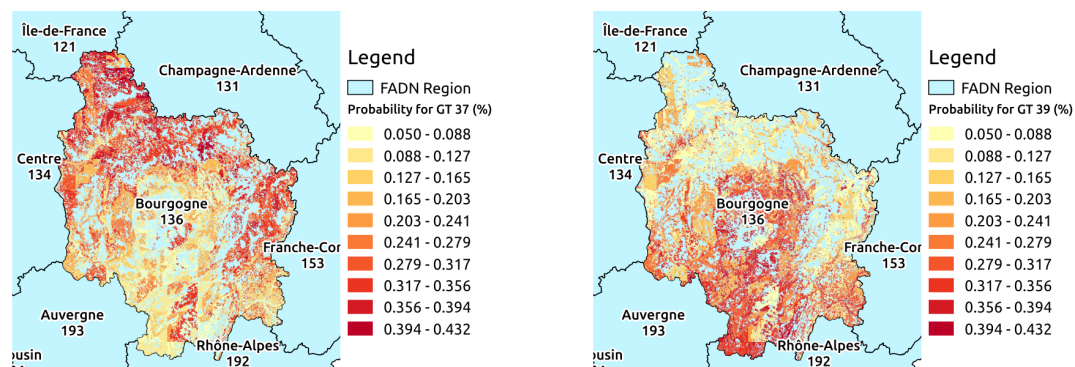 Île-de-France
121
Champagne-Ardenne
131
Centre
134
Bourgogne
136
Franche-Cor
153
Auvergne
193
Rhône-Alpes
192
ousin
Legend
FADN Region
Probability for GT 37 (%)
0.050 - 0.088
0.088 - 0.127
0.127 - 0.165
0.165 - 0.203
0.203 - 0.241
0.241 - 0.279
0.279 - 0.317
0.317 - 0.356
0.356 - 0.394
0.394 - 0.432
Île-de-France
121
Champagne-Ardenne
131
Centre
134
Bourgogne
136
Franche-Cor
153
Auvergne
193
Rhône-Alpes
192
ousin
Legend
FADN Region
Probability for GT 39 (%)
0.050 - 0.088
0.088 - 0.127
0.127 - 0.165
0.165 - 0.203
0.203 - 0.241
0.241 - 0.279
0.279 - 0.317
0.317 - 0.356
0.356 - 0.394
0.394 - 0.432